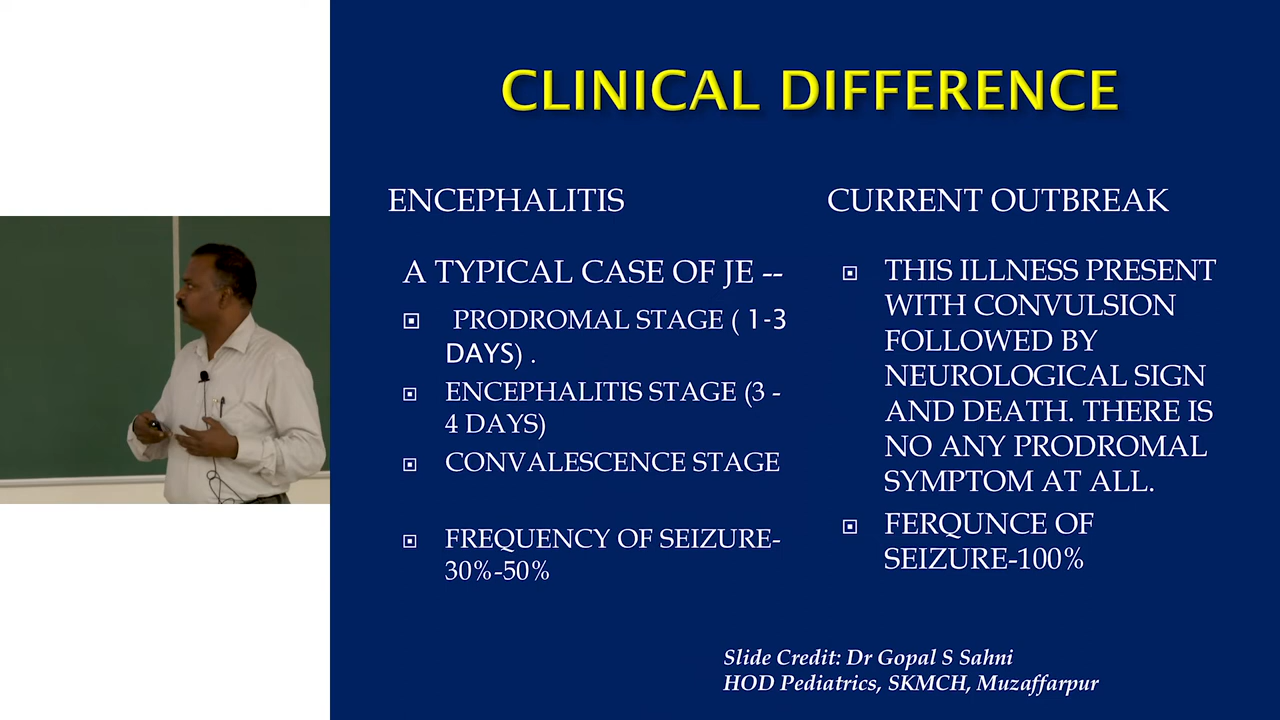 CLINICAL DIFFERENCE
ENCEPHALITIS
A TYPICAL CASE OF JE --
PRODROMAL STAGE ( 1-3
DAYS) .
ENCEPHALITIS STAGE (3 -
4 DAYS)
CONVALESCENCE STAGE
FREQUENCY OF SEIZURE-
30%-50%
CURRENT OUTBREAK
THIS ILLNESS PRESENT
WITH CONVULSION
FOLLOWED BY
NEUROLOGICAL SIGN
AND DEATH. THERE IS
NO ANY PRODROMAL
SYMPTOM AT ALL.
FERQUNCE OF
SEIZURE-100%
Slide Credit: Dr Gopal S Sahni
HOD Pediatrics, SKMCH, Muzaffarpur